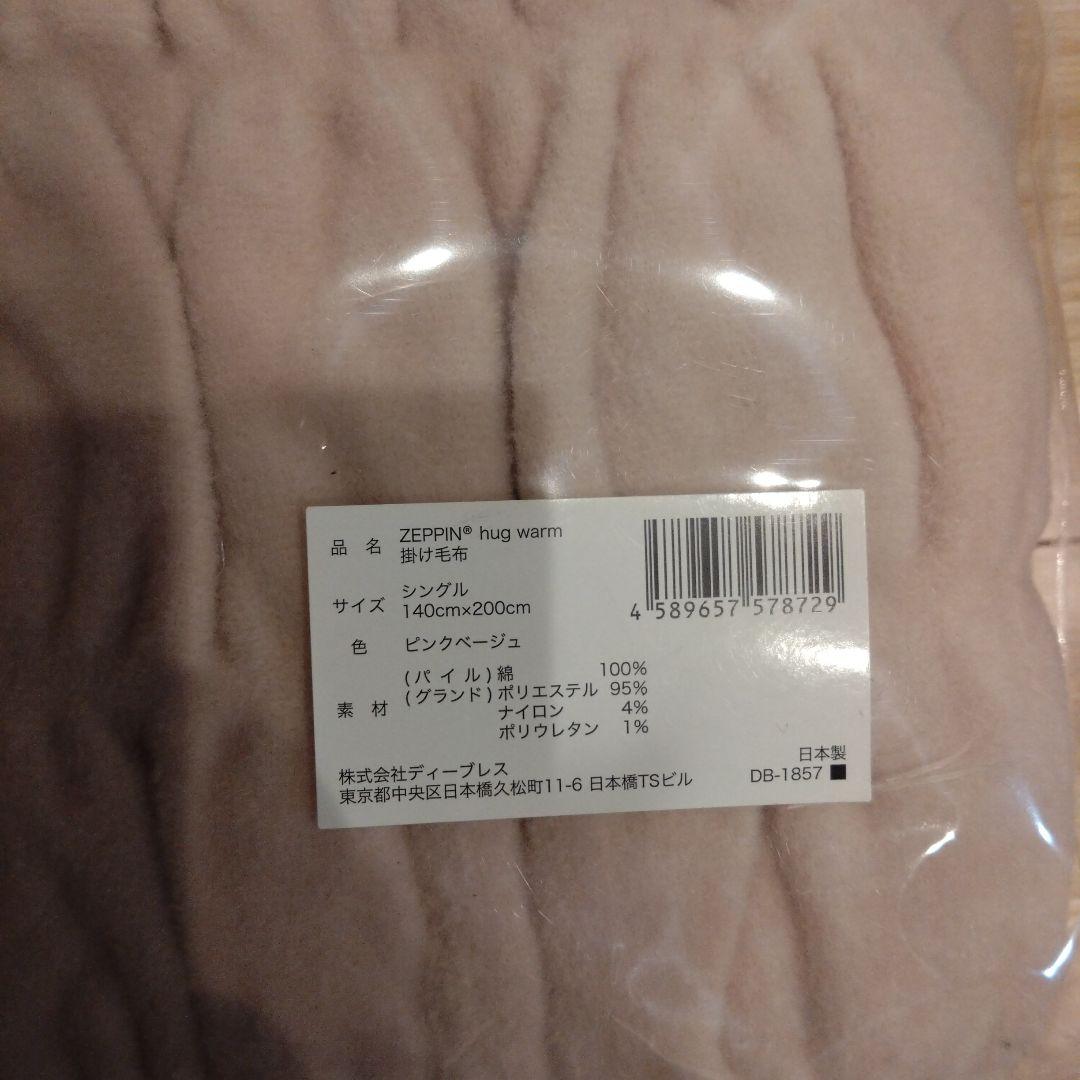 品 名 ZEPPIN® hug warm
掛け毛布
サイズ シングル
140cm×200cm
色 ピンクベージュ
素 材 (パ イ ル) 綿 100%
(グランド) ポリエステル 95%
ナイロン 4%
ポリウレタン 1%
4 589657 578729
株式会社ディーブレス
東京都中央区日本橋久松町11-6 日本橋TSビル
日本製
DB-1857 ■